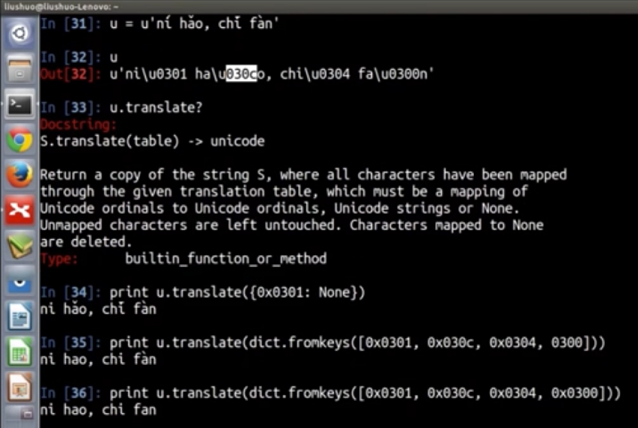 liushuo@liushuo-Lenovo: ~
In [31]: u = u'ní hǎo, chī fàn'
In [32]: u
Out[32]: u'ni\u0301 ha\u030co, chi\u0304 fa\u0300n'
In [33]: u.translate?
Docstring:
S.translate(table) -> unicode
Return a copy of the string S, where all characters have been mapped
through the given translation table, which must be a mapping of
Unicode ordinals to Unicode ordinals, Unicode strings or None.
Unmapped characters are left untouched. Characters mapped to None
are deleted.
Type: builtin_function_or_method
In [34]: print u.translate({0x0301: None})
ni hǎo, chī fàn
In [35]: print u.translate(dict.fromkeys([0x0301, 0x030c, 0x0304, 0300]))
ni hao, chi fàn
In [36]: print u.translate(dict.fromkeys([0x0301, 0x030c, 0x0304, 0x0300]))
ni hao, chi fan